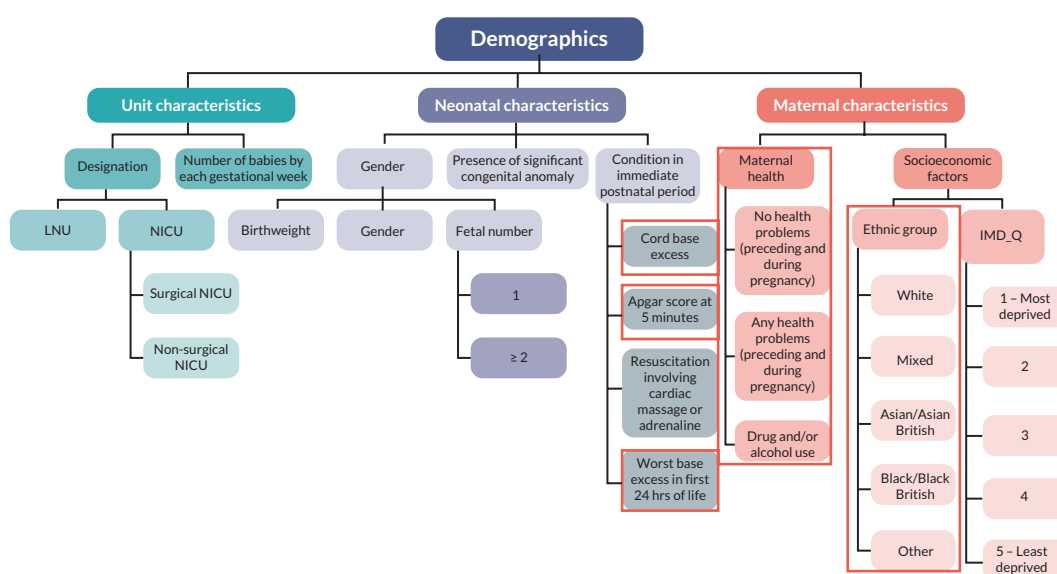 Demographics
Unit characteristics
Neonatal characteristics
Maternal characteristics
Designation
Number of babies by
each gestational week
Gender
Presence of significant
congenital anomaly
Condition in
immediate
postnatal period
Maternal
health
Socioeconomic
factors
LNU
NICU
Birthweight
Gender
Fetal number
Surgical NICU
Non-surgical
NICU
1
≥ 2
Cord base
excess
Apgar score at
5 minutes
Resuscitation
involving
cardiac
massage or
adrenaline
Worst base
excess in first
24 hrs of life
No health
problems
(preceding and
during
pregnancy)
Any health
problems
(preceding and
during
pregnancy)
Drug and/or
alcohol use
Ethnic group
White
Mixed
Asian/Asian
British
Black/Black
British
Other
IMD_Q
1 – Most
deprived
2
3
4
5 – Least
deprived